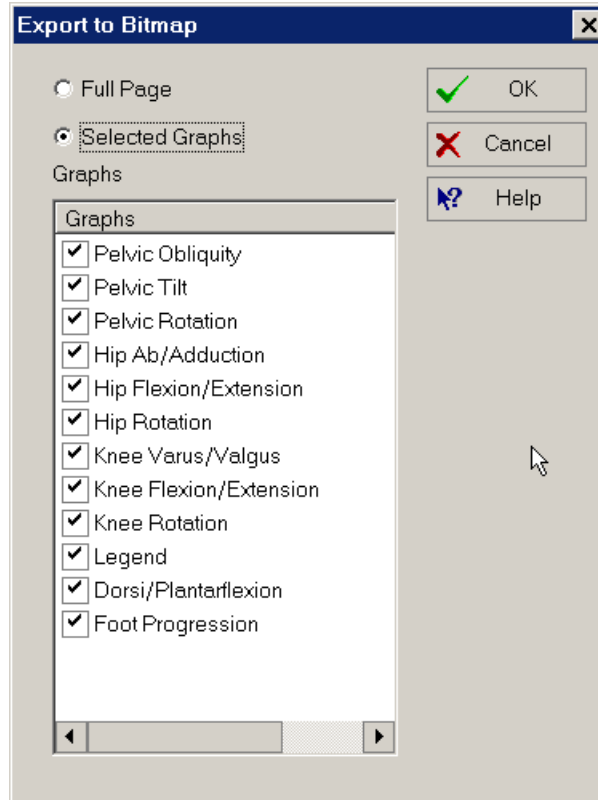 Export to Bitmap
Full Page
OK
Selected Graphs
Cancel
Graphs
Help
Graphs
Pelvic Obliquity
Pelvic Tilt
Pelvic Rotation
Hip Ab/Adduction
Hip Flexion/Extension
Hip Rotation
Knee Varus/Valgus
Knee Flexion/Extension
Knee Rotation
Legend
Dorsi/Plantarflexion
Foot Progression